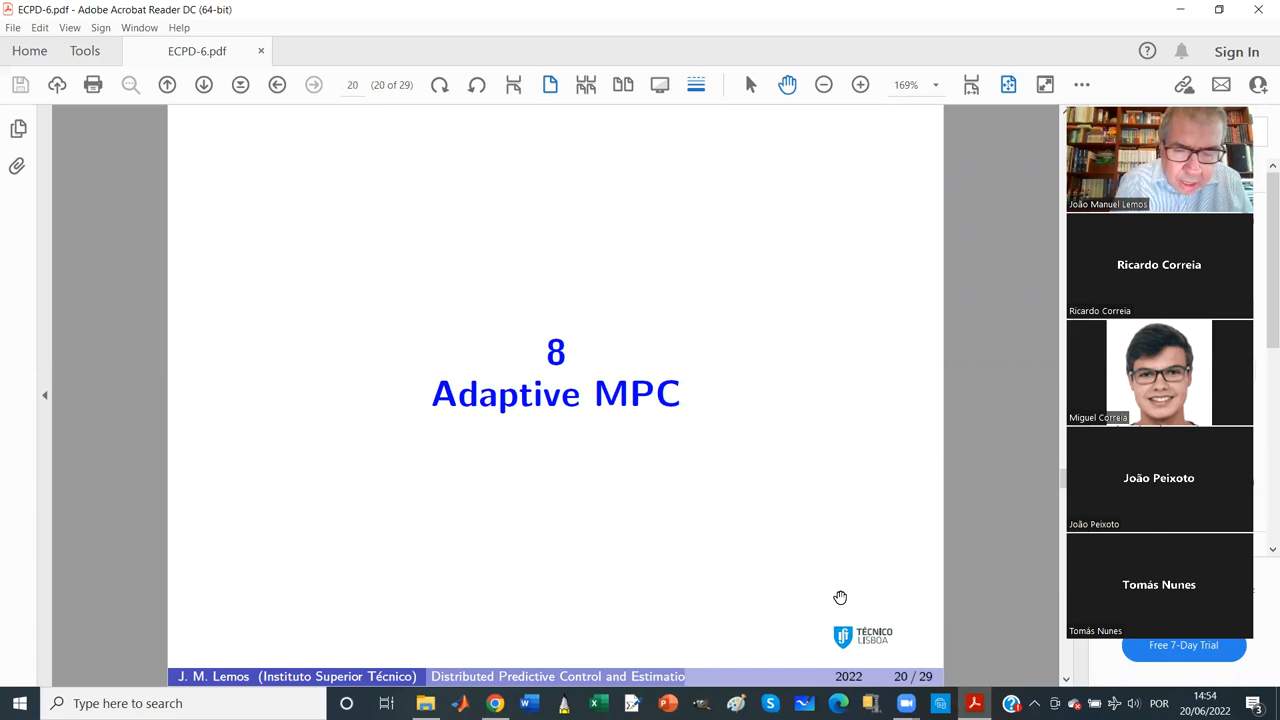 ECPD-6.pdf - Adobe Acrobat Reader DC (64-bit)
File Edit View Sign Window Help
Home Tools ECPD-6.pdf × Sign In
20 (20 of 29) 169%
8
Adaptive MPC
TÉCNICO
LISBOA
J. M. Lemos (Instituto Superior Técnico) Distributed Predictive Control and Estimatio 2022 20 / 29
João Manuel Lemos
Ricardo Correia
Ricardo Correia
Miguel Correia
João Peixoto
João Peixoto
Tomás Nunes
Tomás Nunes
Free 7-Day Trial
Type here to search
POR
14:54
20/06/2022
3